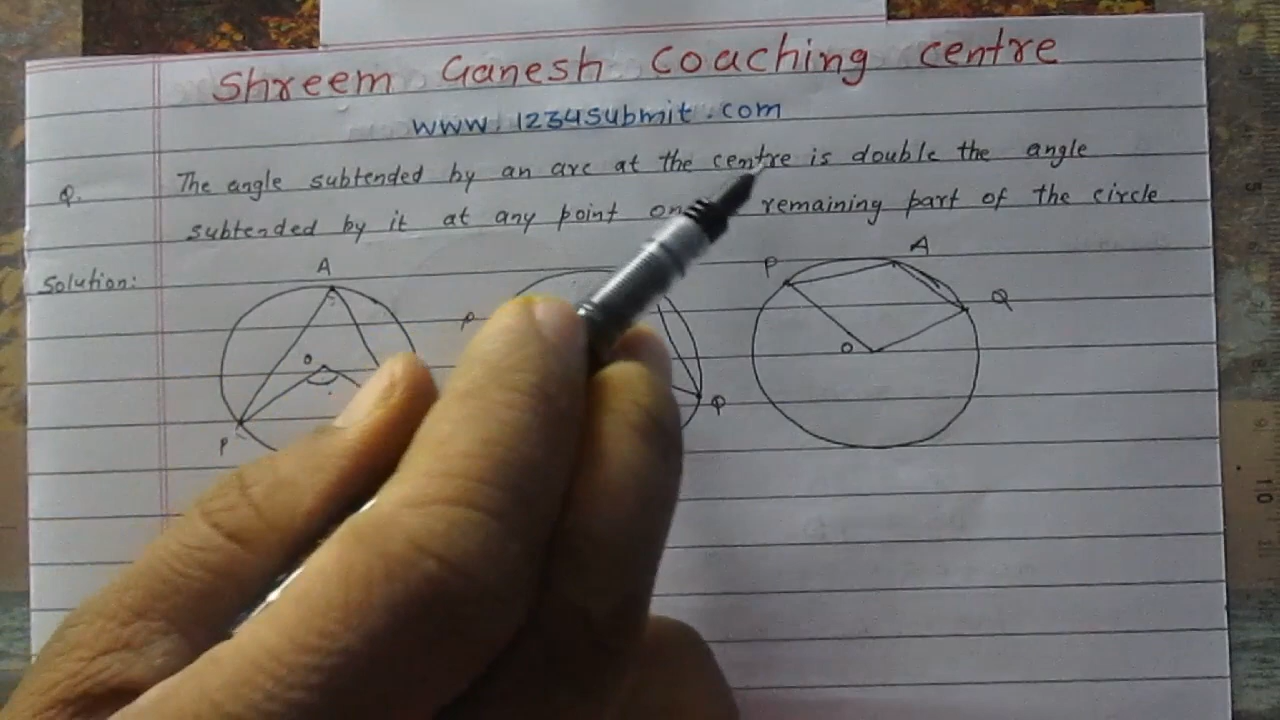 Shreem Ganesh Coaching centre
www.1234submit.com
Q. The angle subtended by an arc at the centre is double the angle
subtended by it at any point on remaining part of the circle
Solution:
A P A
P Q
O O
P Q